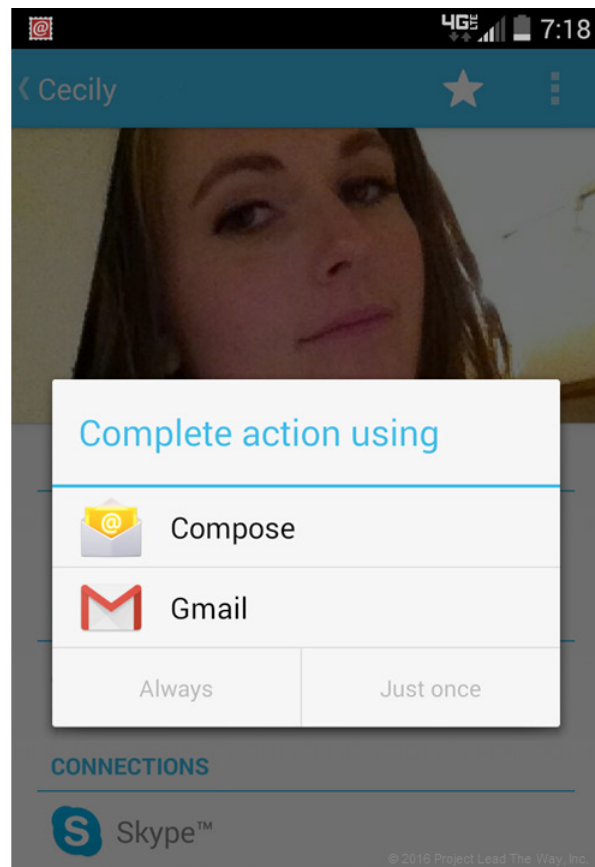 4G LTE 7:18
Cecily
Complete action using
@
Compose
Gmail
Always
Just once
CONNECTIONS
S Skype™
© 2016 Project Lead The Way, Inc.